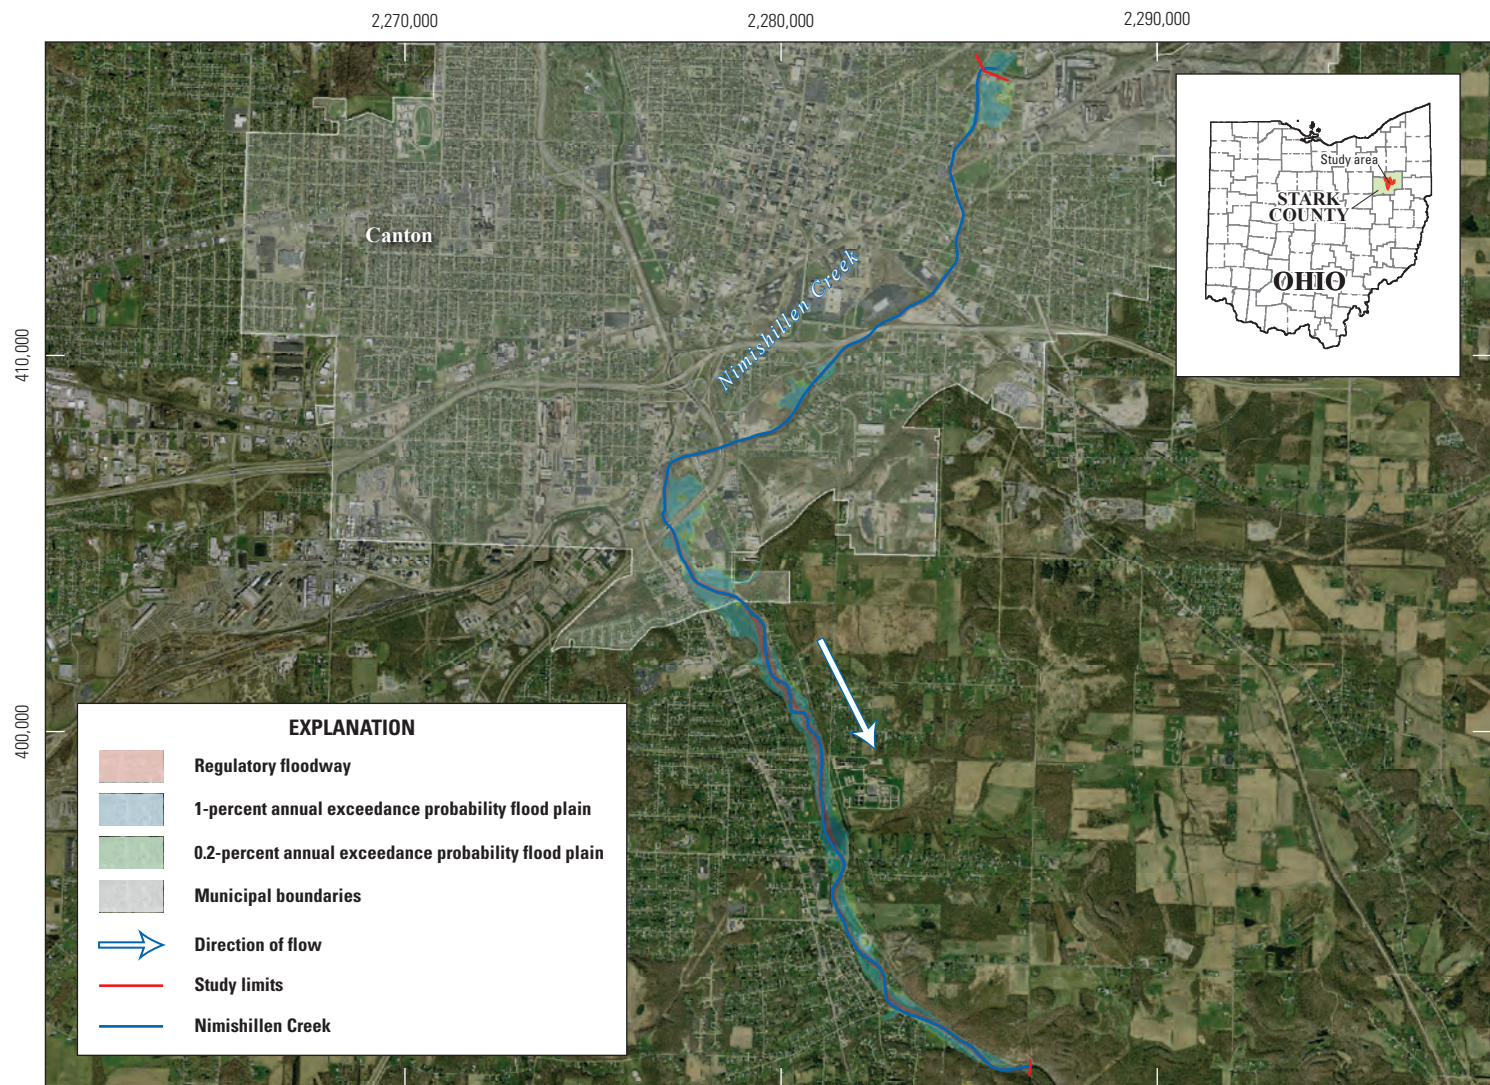 2,270,000
2,280,000
2,290,000
410,000
400,000
Canton
Nimishillen Creek
Study area
STARK
COUNTY
OHIO
EXPLANATION
Regulatory floodway
1-percent annual exceedance probability flood plain
0.2-percent annual exceedance probability flood plain
Municipal boundaries
Direction of flow
Study limits
Nimishillen Creek